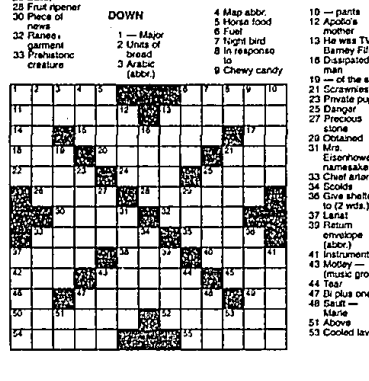 28 Fruit ripener
30 Piece of
news
32 Ranee's
garment
33 Prehistoric
creature
DOWN
1 — Major
2 Units of
bread
3 Arabic
(abbr.)
4 Map abbr.
5 Horse food
6 Fuel
7 Night bird
8 In response
to
9 Chewy candy
10 — pants
12 Apollo's
mother
13 He was TV
Barney Fif
16 Dissipated
man
19 — of the
21 Scrawnies
23 Private
25 Danger
27 Precious
stone
29 Obtained
31 Mrs.
Eisenhowe
namesake
33 Chief
34 Scolds
36 Give shelte
to (2 wds.)
37 Lariat
39 Return
envelope
(abbr.)
41 Instrument
43 Motley —
(music gro
44 Tear
47 Bi plus one
48 Sault —
Marie
51 Above
53 Cooled lav
1 2 3 4 5 6 7 8 9 10
11 12 13
14 15 16 17
18 19 20 21
22 23 24 25
26 27 28 29
30 31 32
33 34 35 36
37 38 39 40 41
42 43 44 45
46 47 48 49
50 51 52 53
54 55